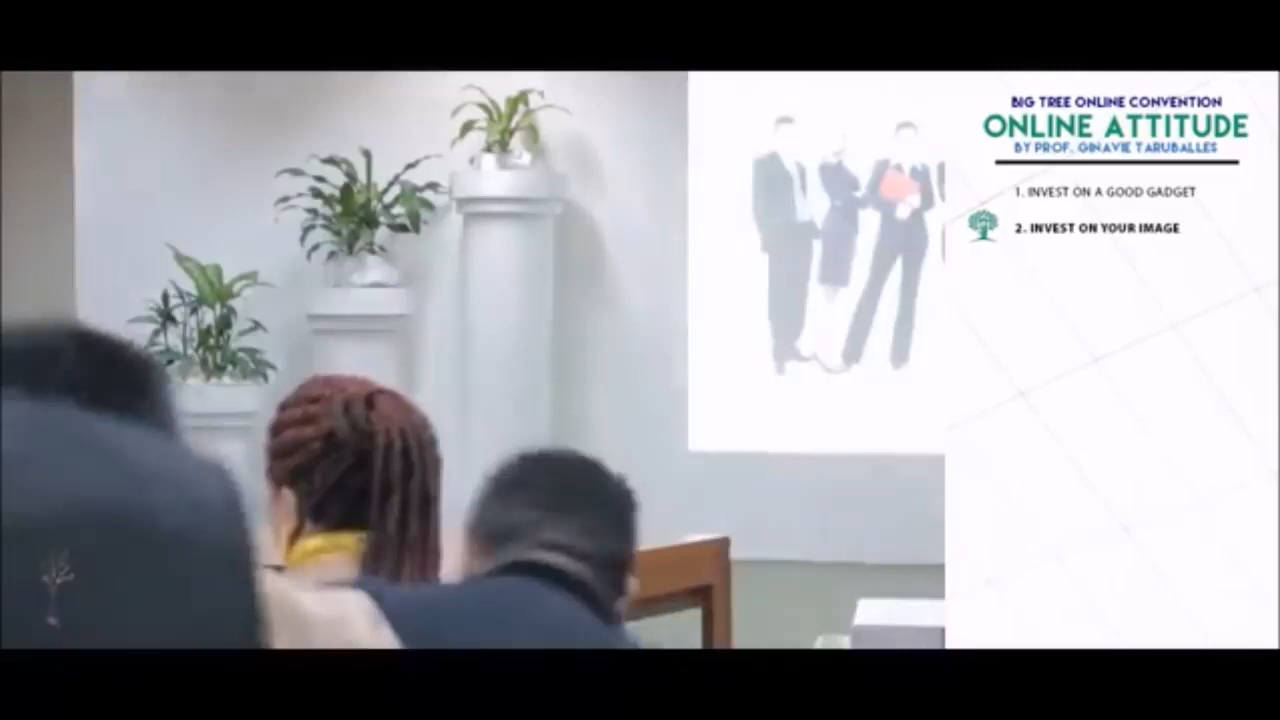 BIG TREE ONLINE CONVENTION
ONLINE ATTITUDE
BY PROF. GINAVIE TARUBALLES
1. INVEST ON A GOOD GADGET
2. INVEST ON YOUR IMAGE